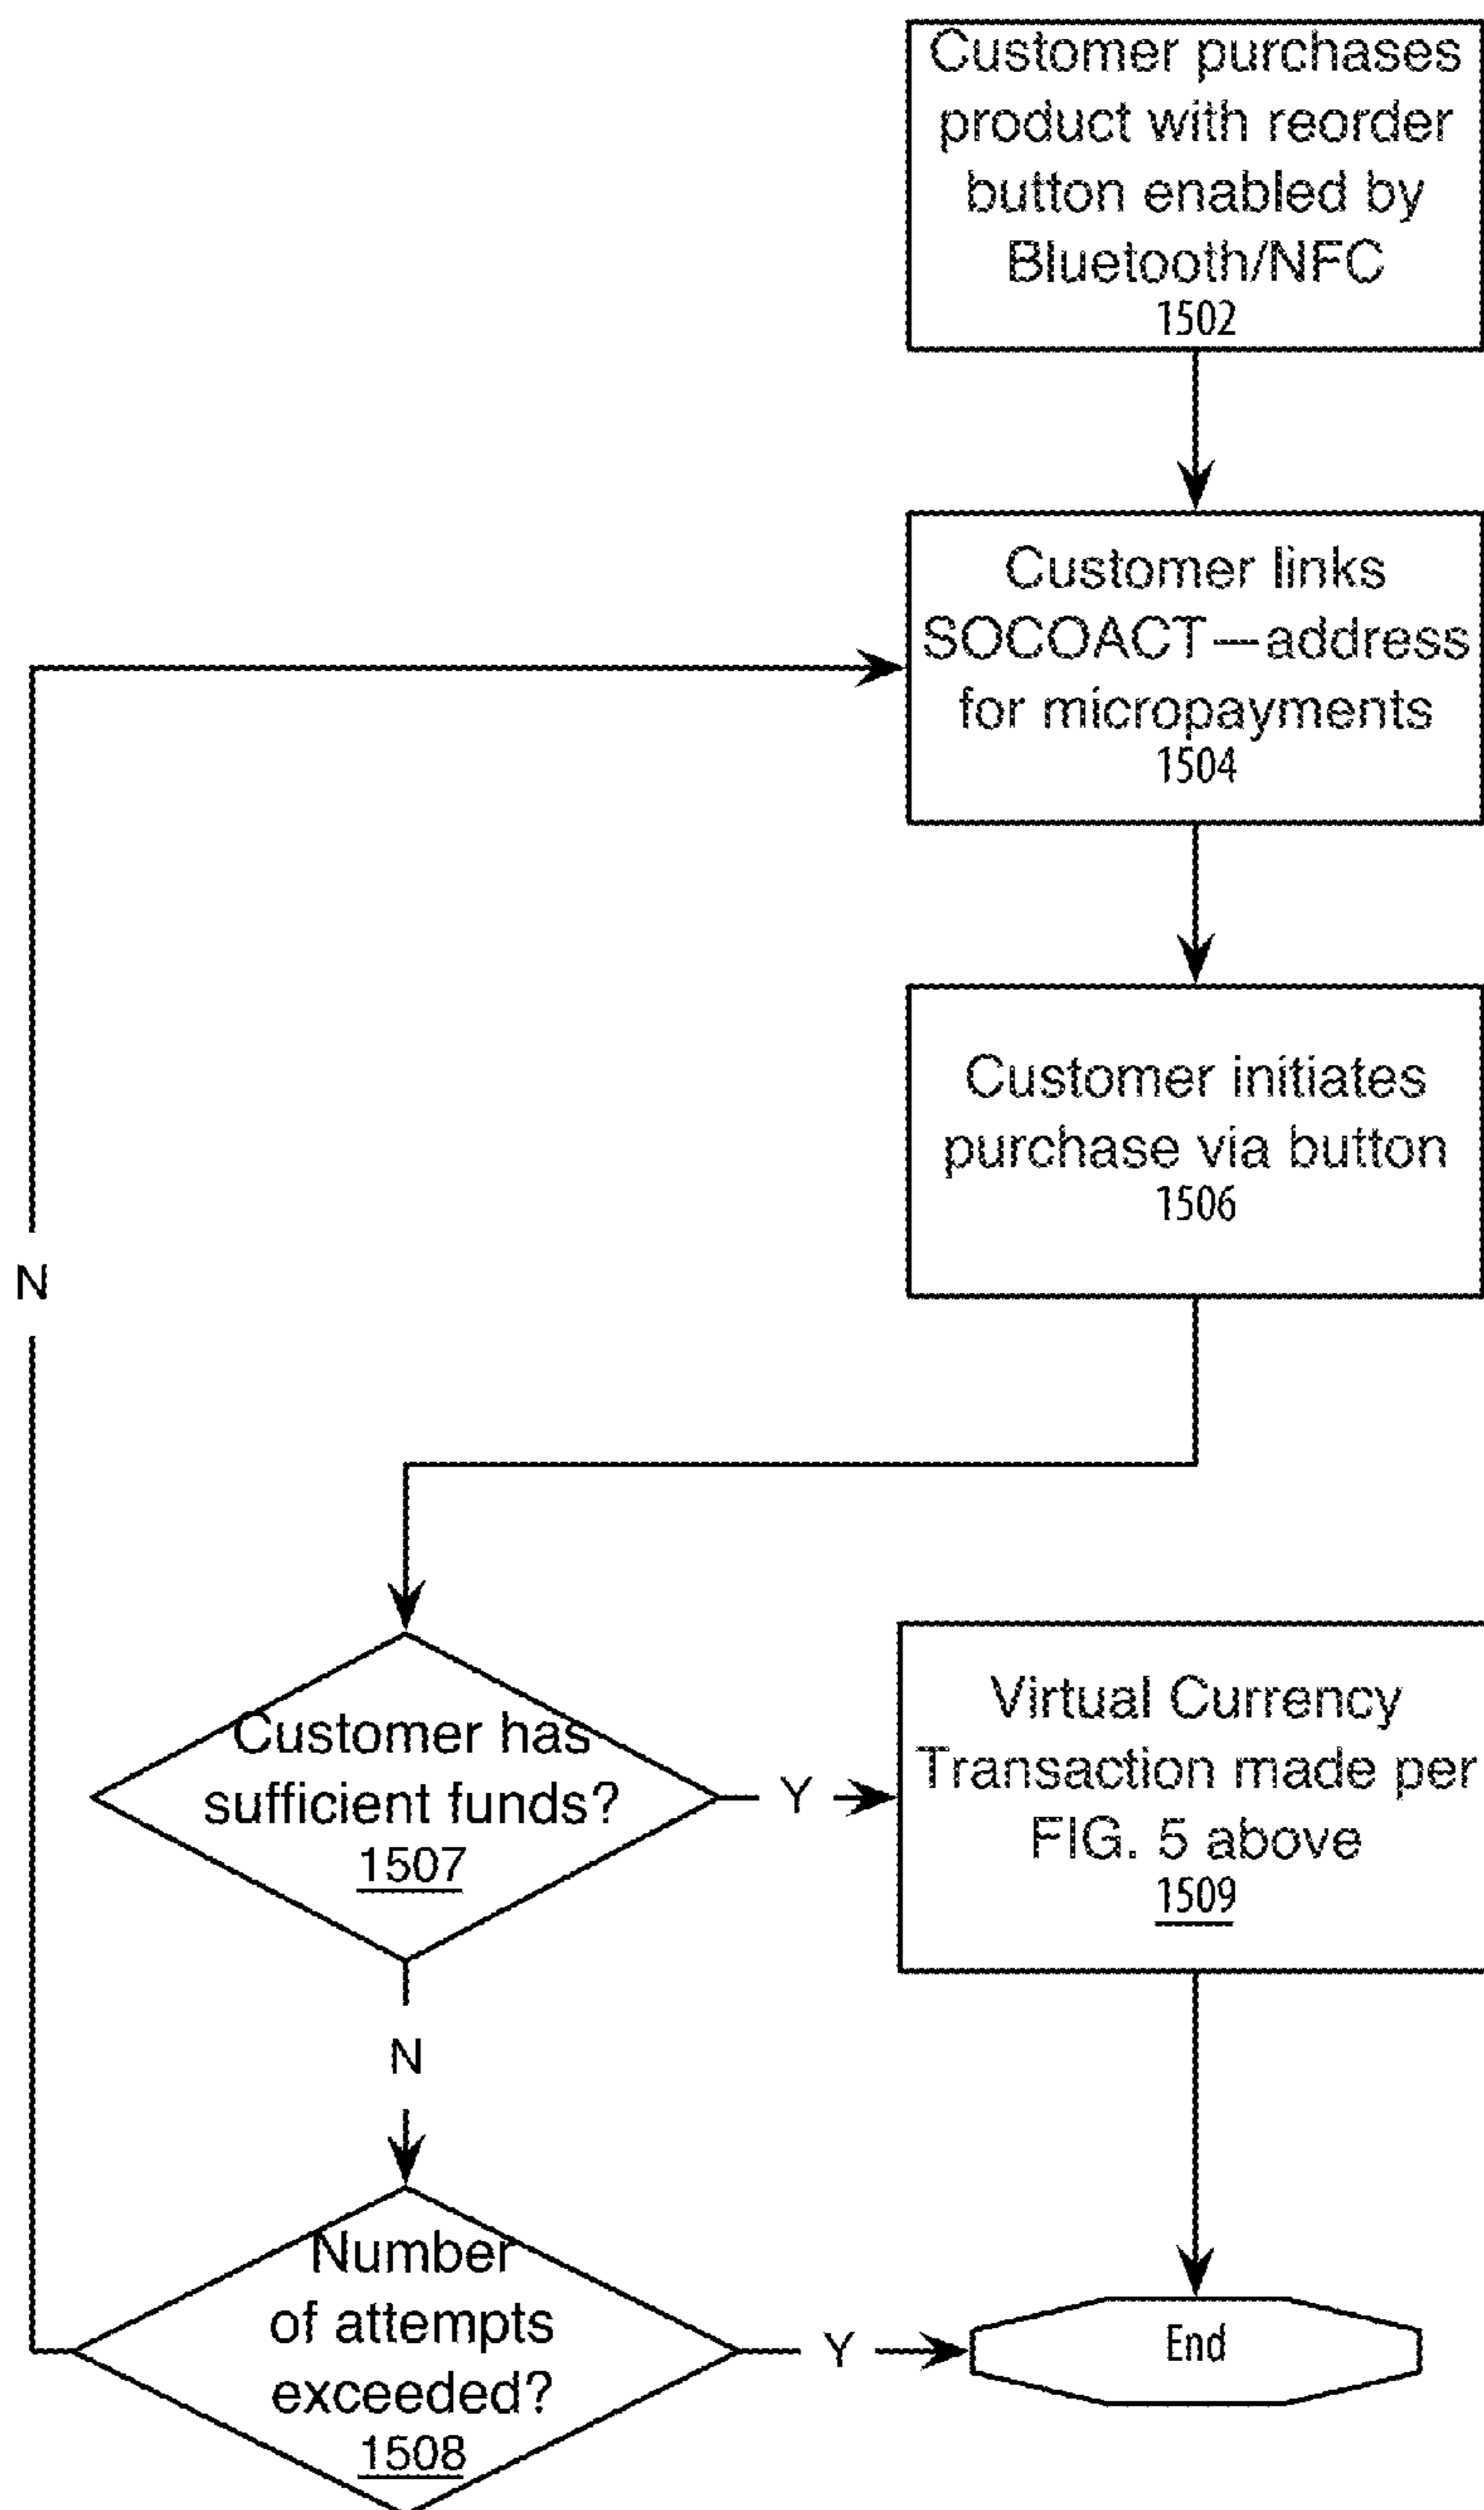 Customer purchases
product with reorder
button enabled by
Bluetooth/NFC
1502
Customer links
SOCOACT—address
for micropayments
1504
Customer initiates
purchase via button
1506
N
Customer has
sufficient funds?
1507
Y
Virtual Currency
Transaction made per
FIG. 5 above
1509
N
Number
of attempts
exceeded?
1508
Y
End